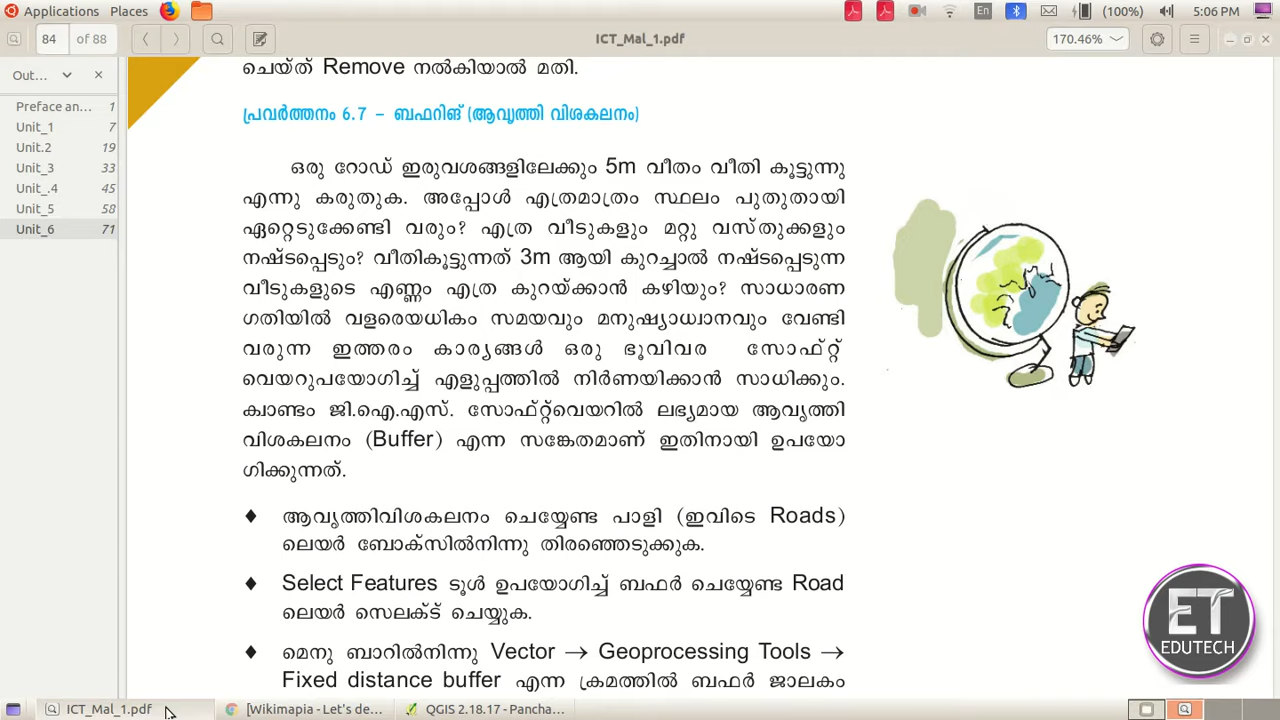 Applications Places En (100%) 5:06 PM
84 of 88 ICT_Mal_1.pdf 170.46%
Out...
Preface an... 1
Unit_1 7
Unit.2 19
Unit_3 33
Unit_.4 45
Unit_5 58
Unit_6 71
ചെയ്ത് Remove നൽകിയാൽ മതി.
പ്രവർത്തനം 6.7 – ബഫറിങ് (ആവൃത്തി വിശകലനം)
ഒരു റോഡ് ഇരുവശങ്ങളിലേക്കും 5m വീതം വീതി കൂട്ടുന്നു
എന്നു കരുതുക. അപ്പോൾ എത്രമാത്രം സ്ഥലം പുതുതായി
ഏറ്റെടുക്കേണ്ടി വരും? എത്ര വീടുകളും മറ്റു വസ്തുക്കളും
നഷ്ടപ്പെടും? വീതികൂട്ടുന്നത് 3m ആയി കുറച്ചാൽ നഷ്ടപ്പെടുന്ന
വീടുകളുടെ എണ്ണം എത്ര കുറയ്ക്കാൻ കഴിയും? സാധാരണ
ഗതിയിൽ വളരെയധികം സമയവും മനുഷ്യാധ്വാനവും വേണ്ടി
വരുന്ന ഇത്തരം കാര്യങ്ങൾ ഒരു ഭൂവിവര സോഫ്റ്റ്
വെയറുപയോഗിച്ച് എളുപ്പത്തിൽ നിർണയിക്കാൻ സാധിക്കും.
ക്വാണ്ടം ജി.ഐ.എസ്. സോഫ്റ്റ്‌വെയറിൽ ലഭ്യമായ ആവൃത്തി
വിശകലനം (Buffer) എന്ന സങ്കേതമാണ് ഇതിനായി ഉപയോ
ഗിക്കുന്നത്.
♦ ആവൃത്തിവിശകലനം ചെയ്യേണ്ട പാളി (ഇവിടെ Roads)
ലെയർ ബോക്സിൽനിന്നു തിരഞ്ഞെടുക്കുക.
♦ Select Features ടൂൾ ഉപയോഗിച്ച് ബഫർ ചെയ്യേണ്ട Road
ലെയർ സെലക്ട് ചെയ്യുക.
♦ മെനു ബാറിൽനിന്നു Vector → Geoprocessing Tools →
Fixed distance buffer എന്ന ക്രമത്തിൽ ബഫർ ജാലകം
ET
EDUTECH
ICT_Mal_1.pdf [Wikimapia - Let's de... QGIS 2.18.17 - Pancha...